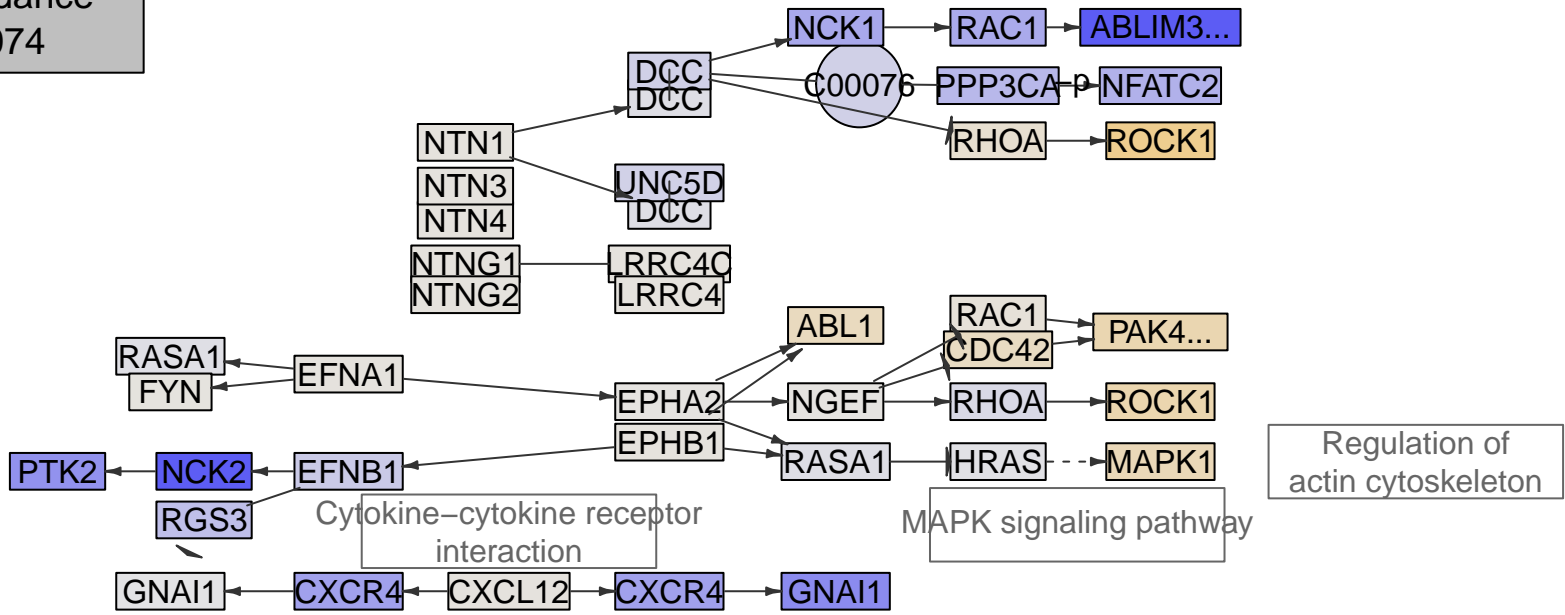 074
NCK1
RAC1
ABLIM3...
DCC
DCC
C00076
PPP3CA
−p
NFATC2
NTN1
RHOA
ROCK1
NTN3
NTN4
UNC5D
DCC
NTNG1
NTNG2
LRRC4C
LRRC4
ABL1
RAC1
CDC42
PAK4...
RASA1
FYN
EFNA1
EPHA2
EPHB1
NGEF
RHOA
ROCK1
PTK2
NCK2
EFNB1
RASA1
HRAS
MAPK1
Regulation of
actin cytoskeleton
RGS3
Cytokine−cytokine receptor
interaction
MAPK signaling pathway
GNAI1
CXCR4
CXCL12
CXCR4
GNAI1